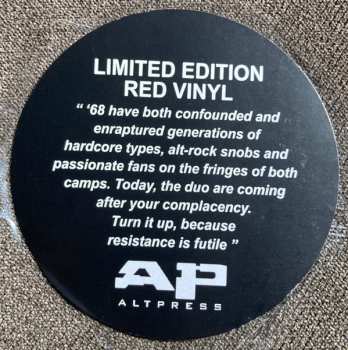 LIMITED EDITION
RED VINYL
“ ‘68 have both confounded and
enraptured generations of
hardcore types, alt-rock snobs and
passionate fans on the fringes of both
camps. Today, the duo are coming
after your complacency.
Turn it up, because
resistance is futile ”
AP
ALTPRESS